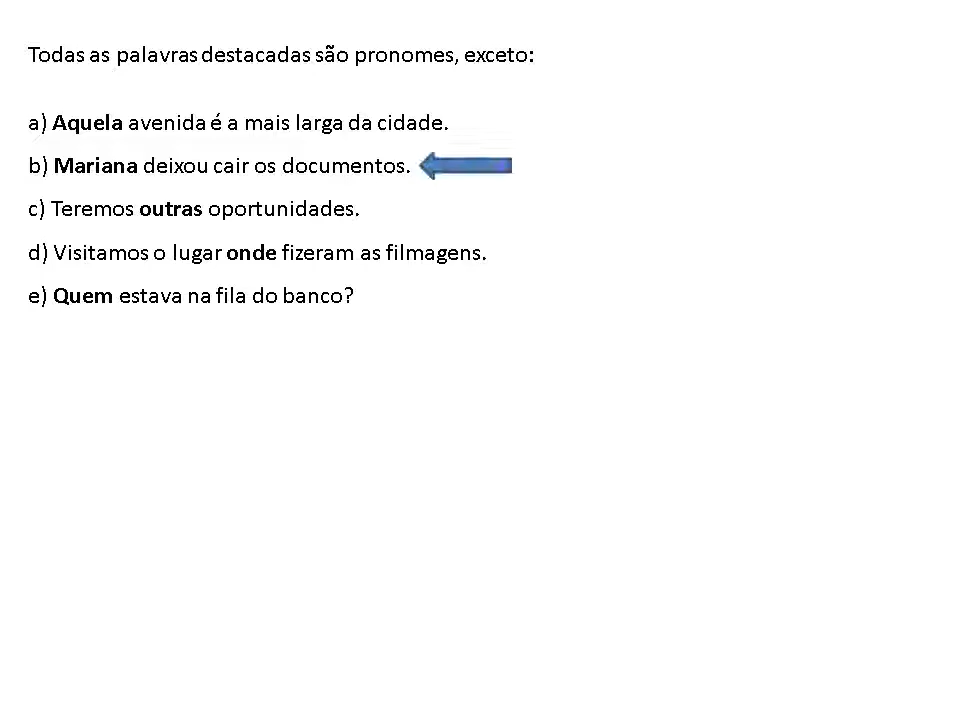 Todas as palavras destacadas são pronomes, exceto:
a) Aquela avenida é a mais larga da cidade.
b) Mariana deixou cair os documentos.
c) Teremos outras oportunidades.
d) Visitamos o lugar onde fizeram as filmagens.
e) Quem estava na fila do banco?